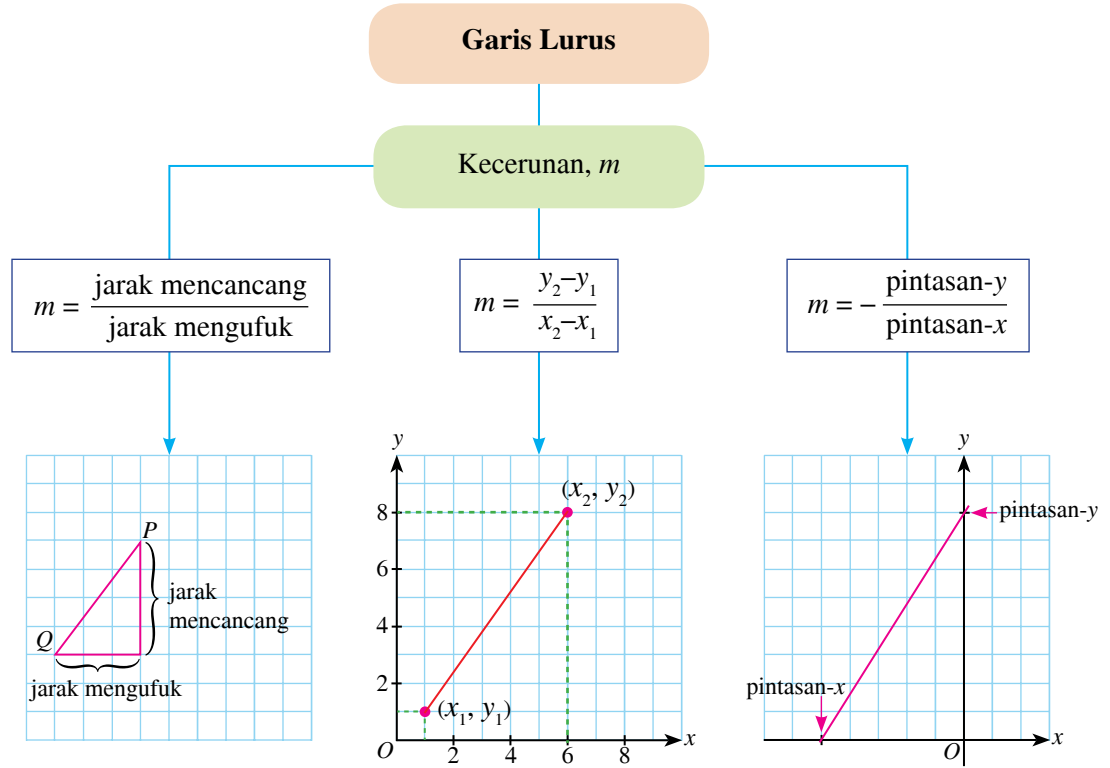 Garis Lurus
Kecerunan, m
m = jarak mencancang / jarak mengufuk
m = y₂–y₁ / x₂–x₁
m = – pintasan-y / pintasan-x
P
Q
jarak
mencancang
jarak mengufuk
y
8
6
4
2
O
2
4
6
8
x
(x₂, y₂)
(x₁, y₁)
y
pintasan-y
pintasan-x
O
x